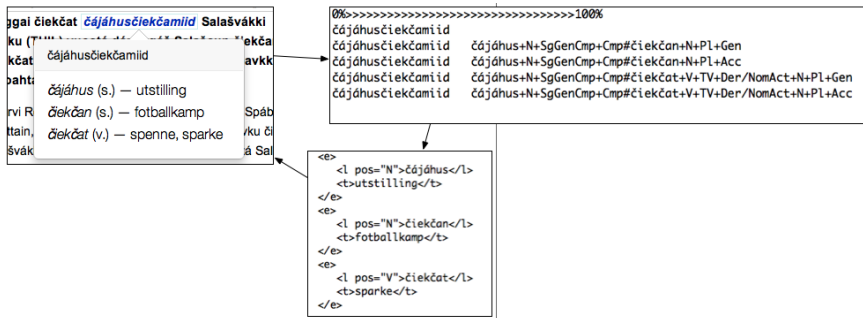 ggai čiekčat čájáhusčiekčamiid Salašvákki
ku (TUIL)
čájáhusčiekčamiid
čájáhus (s.) — utstilling
čiekčan (s.) — fotballkamp
čiekčat (v.) — spenne, sparke
0%>>>>>>>>>>>>>>>>>>>>>>>>>>>>>>>>>100%
čájáhusčiekčamiid
čájáhusčiekčamiid čájáhus+N+SgGenCmp+Cmp#čiekčan+N+Pl+Gen
čájáhusčiekčamiid čájáhus+N+SgGenCmp+Cmp#čiekčan+N+Pl+Acc
čájáhusčiekčamiid čájáhus+N+SgGenCmp+Cmp#čiekčat+V+TV+Der/NomAct+N+Pl+Gen
čájáhusčiekčamiid čájáhus+N+SgGenCmp+Cmp#čiekčat+V+TV+Der/NomAct+N+Pl+Acc
<e>
<l pos="N">čájáhus</l>
<t>utstilling</t>
</e>
<e>
<l pos="N">čiekčan</l>
<t>fotballkamp</t>
</e>
<e>
<l pos="V">čiekčat</l>
<t>sparke</t>
</e>